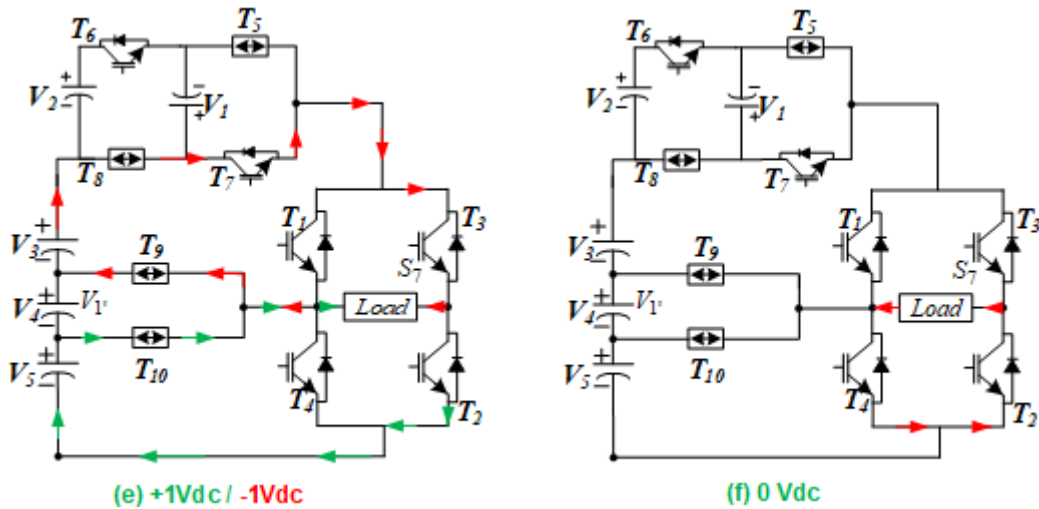 T6
T5
+
V2
−
−
V1
+
T8
T7
+
V3
−
T9
T1
T3
S7
+
V4
−
V1'
Load
+
V5
−
T10
T4
T2
(e) +1Vdc / -1Vdc
T6
T5
+
V2
−
−
V1
+
T8
T7
+
V3
−
T9
T1
T3
S7
+
V4
−
V1'
Load
+
V5
−
T10
T4
T2
(f) 0 Vdc